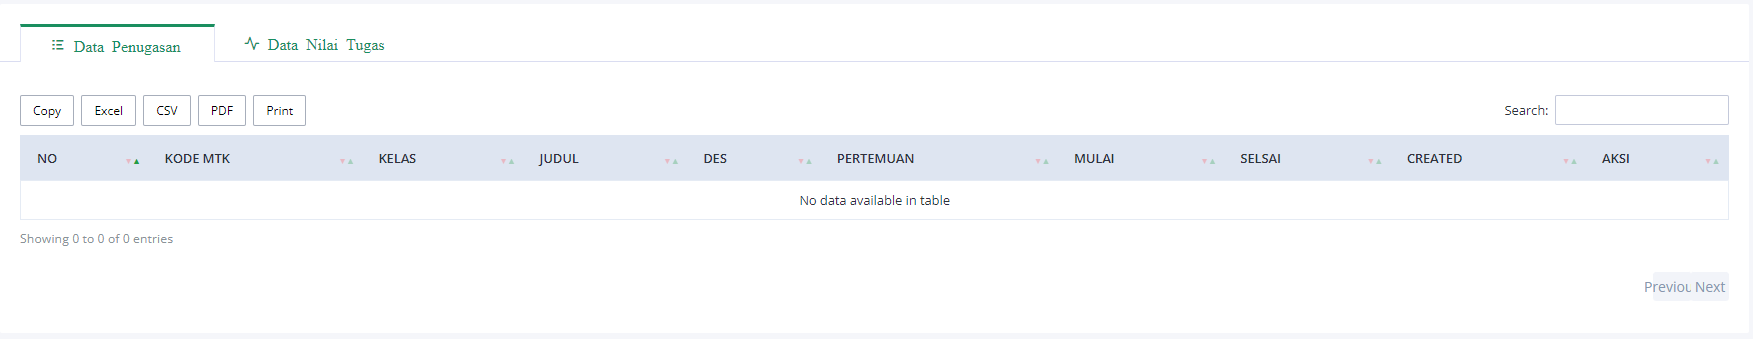 Data Penugasan Data Nilai Tugas
Copy Excel CSV PDF Print Search:
NO KODE MTK KELAS JUDUL DES PERTEMUAN MULAI SELSAI CREATED AKSI
No data available in table
Showing 0 to 0 of 0 entries
Next